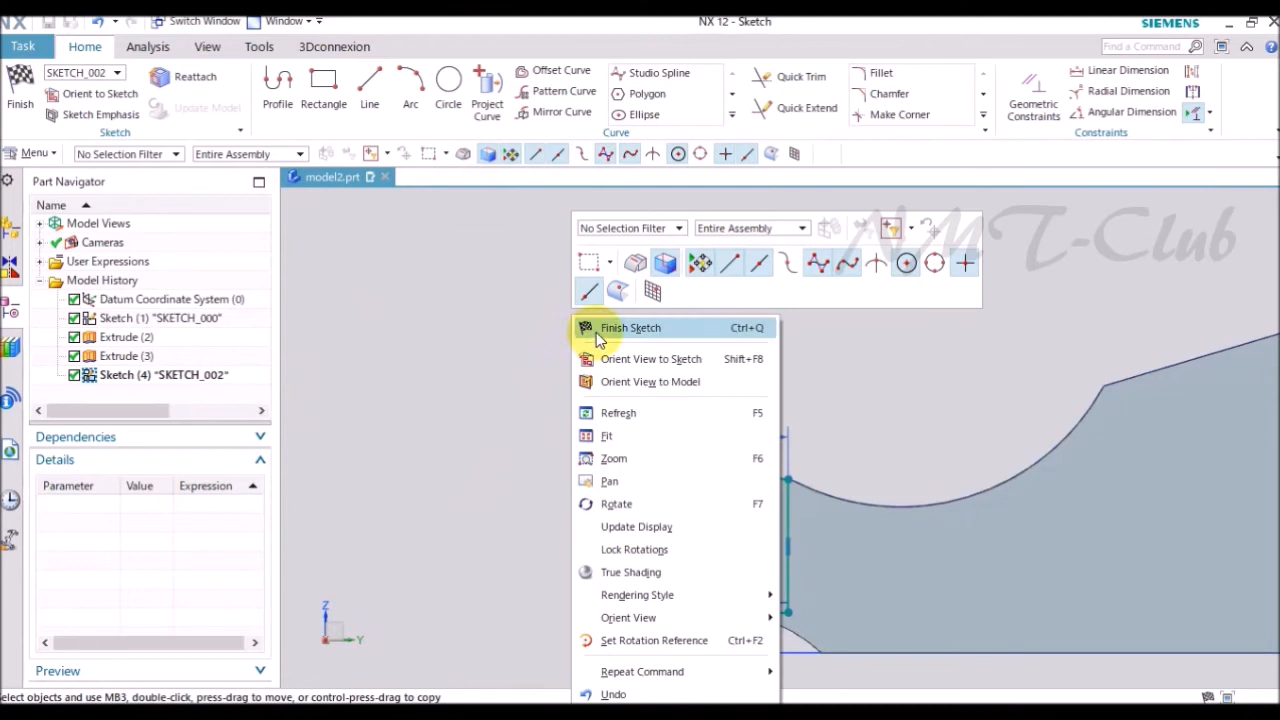 NX
Switch Window
Window
NX 12 - Sketch
SIEMENS
Task
Home
Analysis
View
Tools
3Dconnexion
Find a Command
Finish
SKETCH_002
Orient to Sketch
Sketch Emphasis
Reattach
Update Model
Sketch
Profile
Rectangle
Line
Arc
Circle
Project
Curve
Offset Curve
Pattern Curve
Mirror Curve
Studio Spline
Polygon
Ellipse
Quick Trim
Quick Extend
Fillet
Chamfer
Make Corner
Curve
Geometric
Constraints
Linear Dimension
Radial Dimension
Angular Dimension
Constraints
Menu
No Selection Filter
Entire Assembly
Part Navigator
Name
Model Views
Cameras
User Expressions
Model History
Datum Coordinate System (0)
Sketch (1) "SKETCH_000"
Extrude (2)
Extrude (3)
Sketch (4) "SKETCH_002"
Dependencies
Details
Parameter Value Expression
Preview
model2.prt
AMT-Club
No Selection Filter
Entire Assembly
Finish Sketch Ctrl+Q
Orient View to Sketch Shift+F8
Orient View to Model
Refresh F5
Fit
Zoom F6
Pan
Rotate F7
Update Display
Lock Rotations
True Shading
Rendering Style
Orient View
Set Rotation Reference Ctrl+F2
Repeat Command
Undo
Z
Y
elect objects and use MB3, double-click, press-drag to move, or control-press-drag to copy